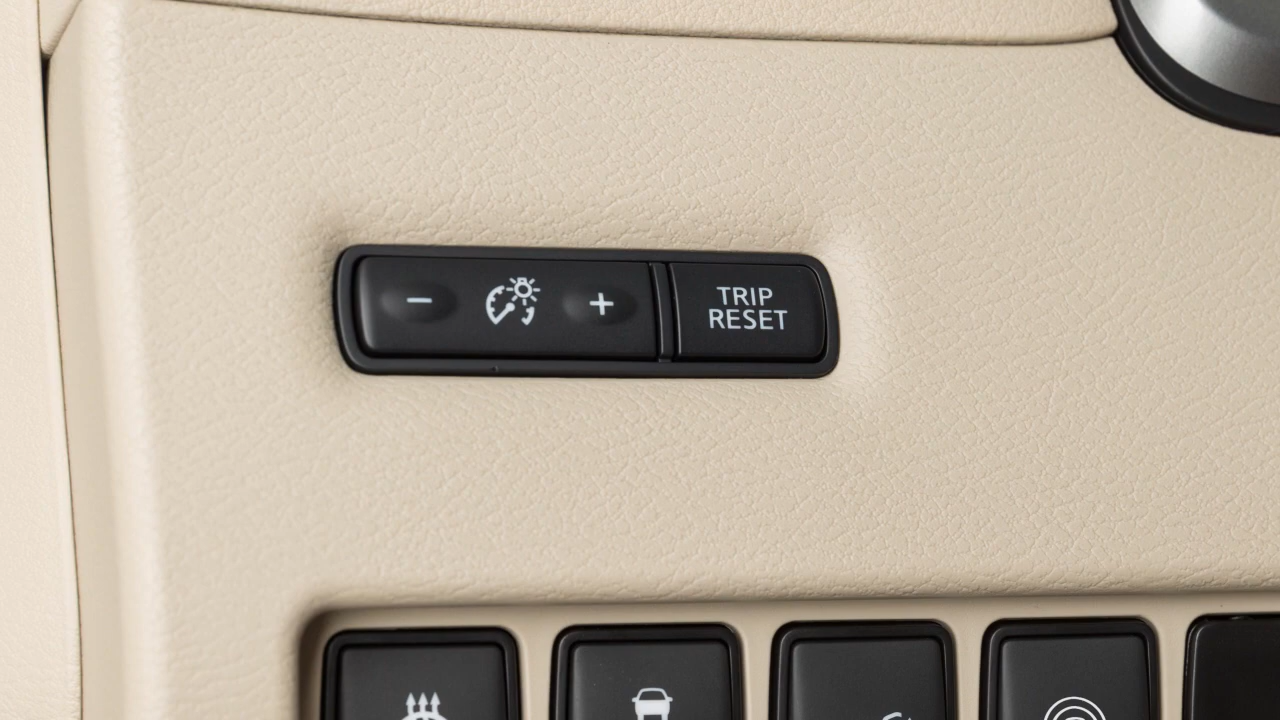 − +
TRIP
RESET